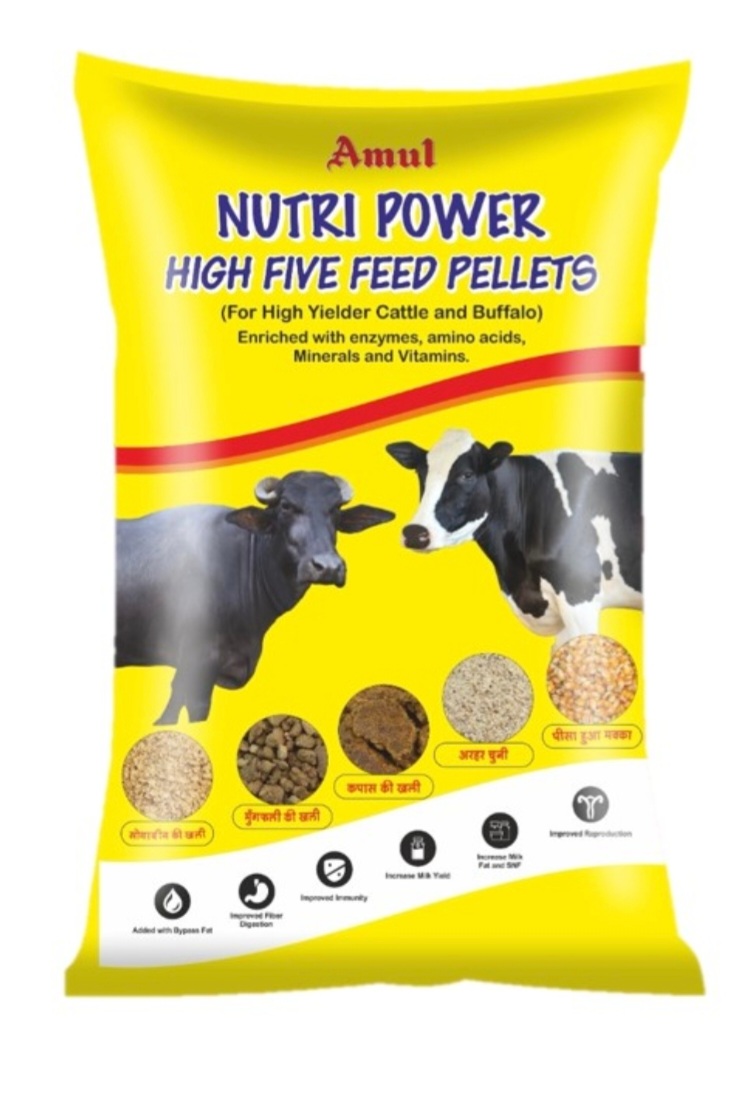 Amul
NUTRI POWER
HIGH FIVE FEED PELLETS
(For High Yielder Cattle and Buffalo)
Enriched with enzymes, amino acids,
Minerals and Vitamins.
सोयाबीन की खली
मुँगफली की खली
कपास की खली
अरहर चुनी
पीसा हुआ मक्का
Added with Bypass Fat
Improved Fiber
Digestion
Improved Immunity
Increase Milk Yield
Increase Milk
Fat and SNF
Improved Reproduction